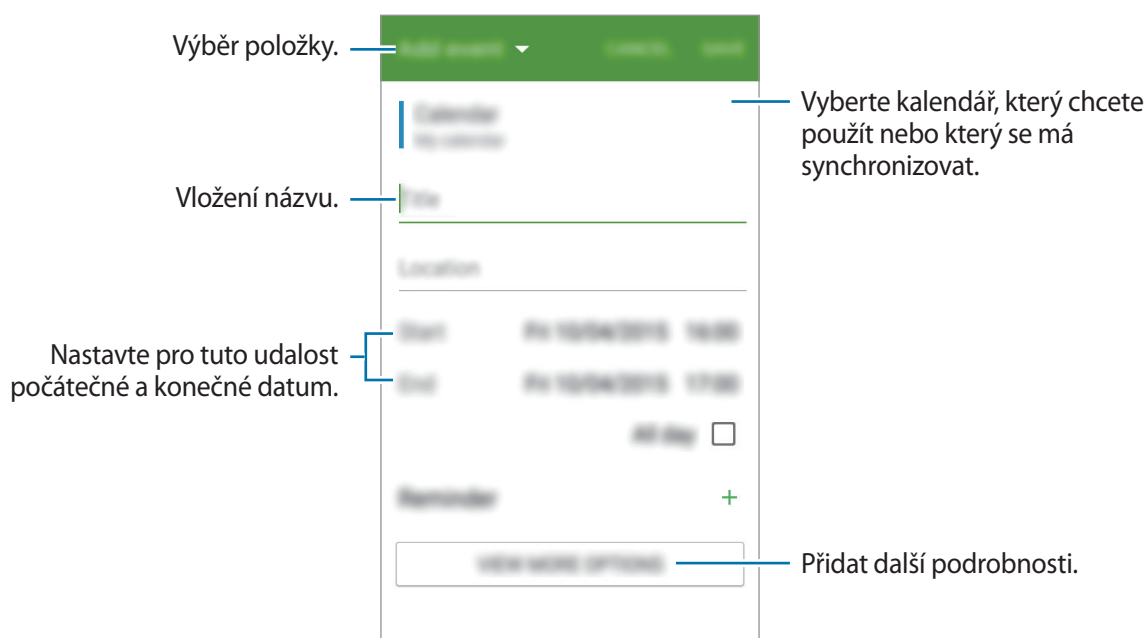 Výběr položky.
Add event
CANCEL SAVE
Vyberte kalendář, který chcete
použít nebo který se má
synchronizovat.
Calendar
My calendar
Vložení názvu.
Title
Location
Nastavte pro tuto udalost
počátečné a konečné datum.
Start Fri 10/04/2015 16:00
End Fri 10/04/2015 17:00
All day
Reminder
VIEW MORE OPTIONS
Přidat další podrobnosti.